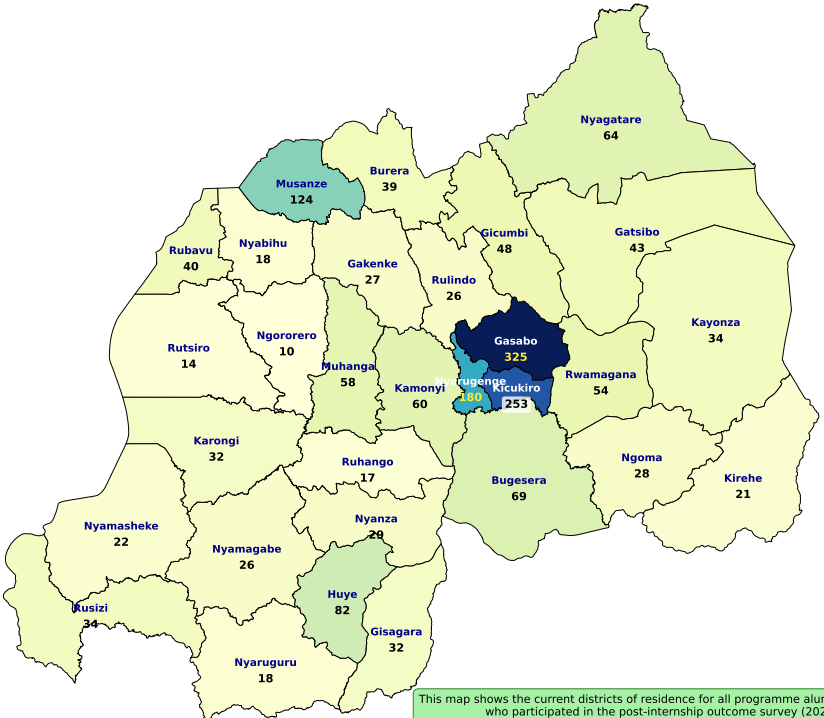 Nyagatare
64
Burera
39
Musanze
124
Gicumbi
48
Gatsibo
43
Rubavu
40
Nyabihu
18
Gakenke
27
Rulindo
26
Kayonza
34
Rutsiro
14
Ngororero
10
Gasabo
325
Muhanga
58
Kamonyi
60
Nyarugenge
180
Kicukiro
253
Rwamagana
54
Karongi
32
Ruhango
17
Bugesera
69
Ngoma
28
Kirehe
21
Nyamasheke
22
Nyanza
29
Nyamagabe
26
Huye
82
Rusizi
34
Gisagara
32
Nyaruguru
18
This map shows the current districts of residence for all programme
who participated in the post-internship outcome survey